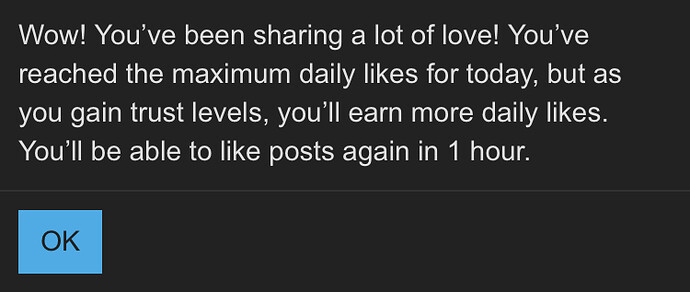 Wow! You’ve been sharing a lot of love! You’ve
reached the maximum daily likes for today, but as
you gain trust levels, you’ll earn more daily likes.
You’ll be able to like posts again in 1 hour.
OK